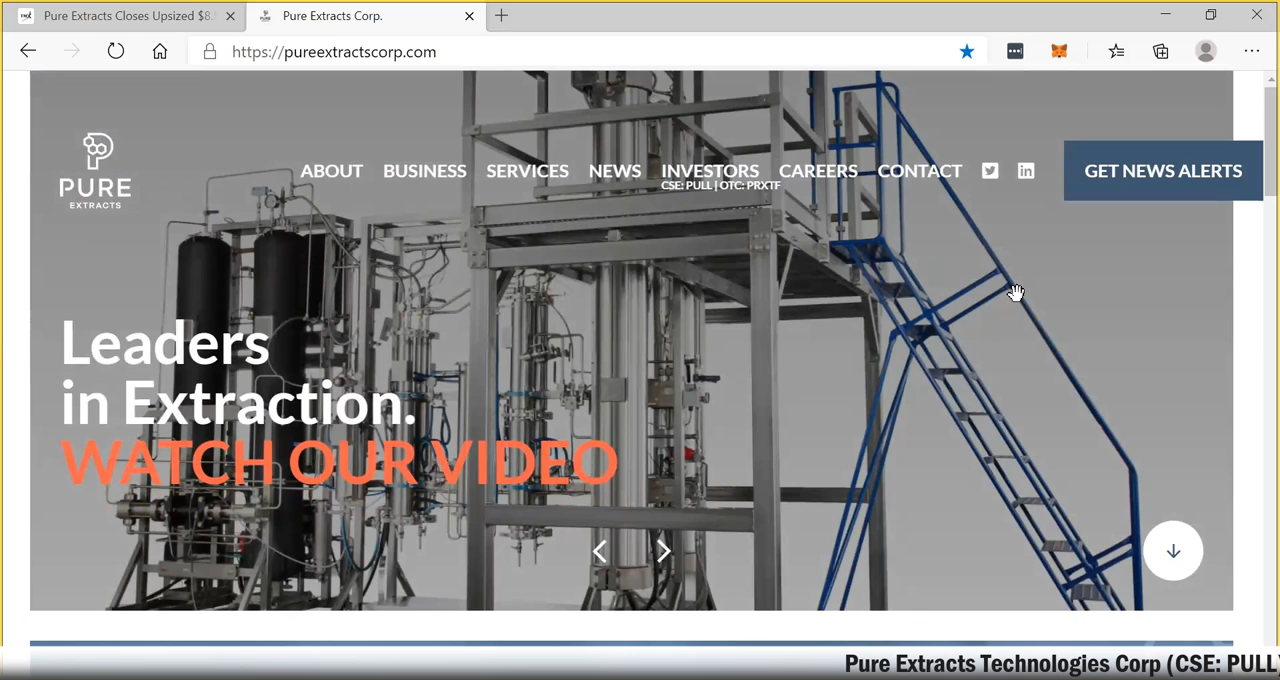 Pure Extracts Closes Upsized $8.
Pure Extracts Corp.
https://pureextractscorp.com
PURE
EXTRACTS
ABOUT BUSINESS SERVICES NEWS INVESTORS CAREERS CONTACT GET NEWS ALERTS
CSE: PULL | OTC: PRXTF
Leaders
in Extraction.
WATCH OUR VIDEO
Pure Extracts Technologies Corp (CSE: PULL)